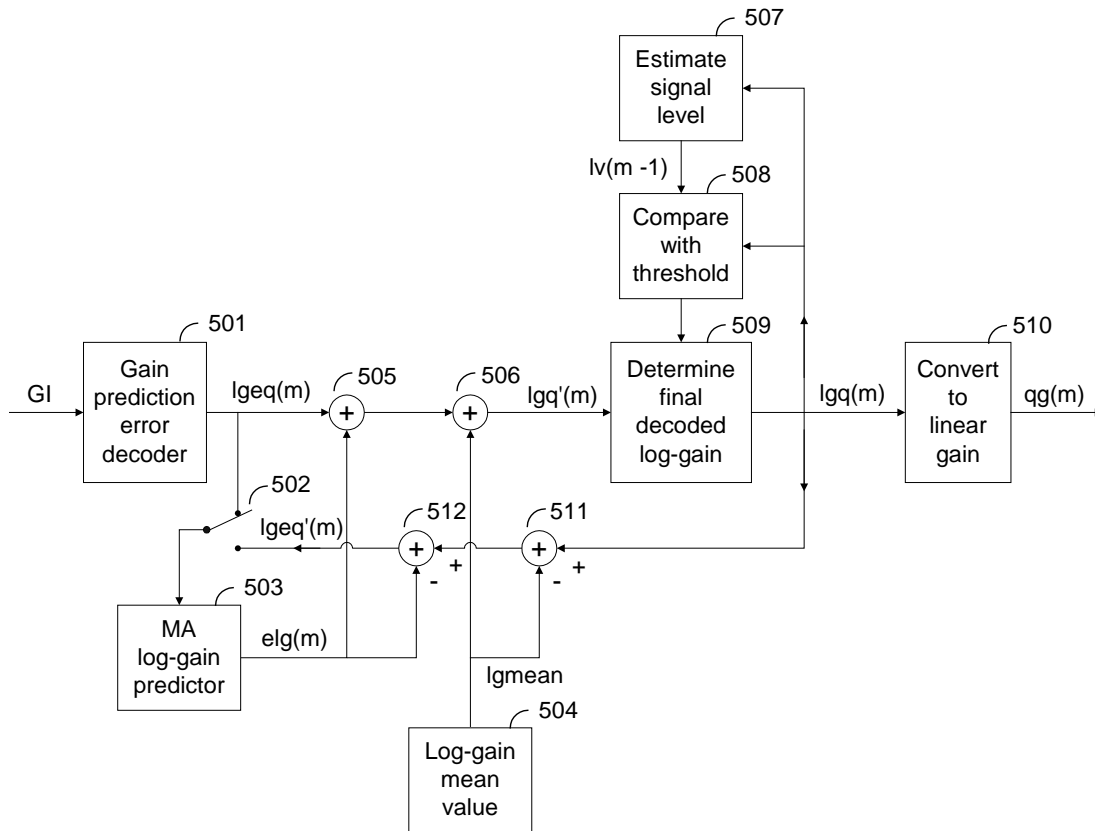 507
Estimate
signal
level
lv(m -1)
508
Compare
with
threshold
501
Gain
prediction
error
decoder
GI
lgeq(m)
505
+
506
+
lgq'(m)
509
Determine
final
decoded
log-gain
lgq(m)
510
Convert
to
linear
gain
qg(m)
502
lgeq'(m)
512
+
- +
511
+
- +
503
MA
log-gain
predictor
elg(m)
lgmean
504
Log-gain
mean
value